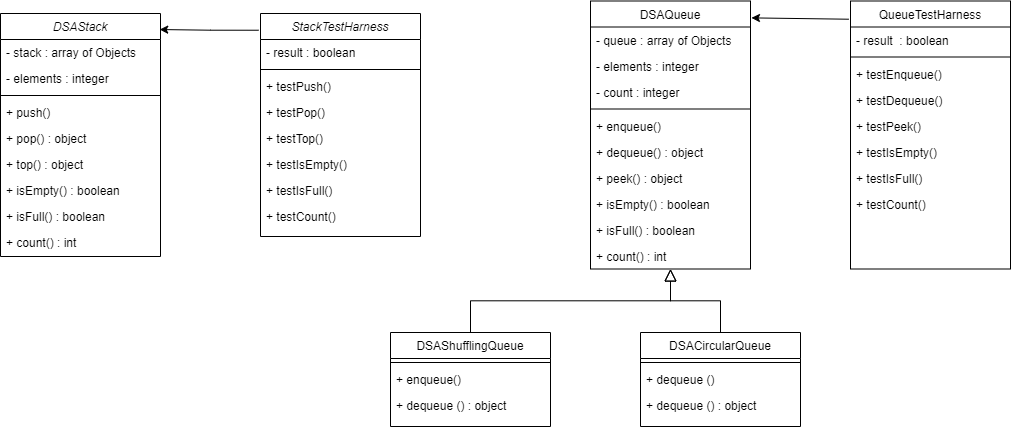 DSAStack
- stack : array of Objects
- elements : integer
+ push()
+ pop() : object
+ top() : object
+ isEmpty() : boolean
+ isFull() : boolean
+ count() : int
StackTestHarness
- result : boolean
+ testPush()
+ testPop()
+ testTop()
+ testIsEmpty()
+ testIsFull()
+ testCount()
DSAQueue
- queue : array of Objects
- elements : integer
- count : integer
+ enqueue()
+ dequeue() : object
+ peek() : object
+ isEmpty() : boolean
+ isFull() : boolean
+ count() : int
QueueTestHarness
- result : boolean
+ testEnqueue()
+ testDequeue()
+ testPeek()
+ testIsEmpty()
+ testIsFull()
+ testCount()
DSAShufflingQueue
+ enqueue()
+ dequeue () : object
DSACircularQueue
+ dequeue ()
+ dequeue () : object